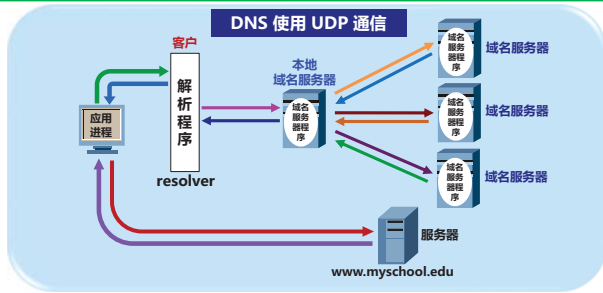 DNS 使用 UDP 通信
客户
解
析
程
序
resolver
应用
进程
本地
域名服务器
域名
服务
器程
序
域名
服务
器程
序
域名服务器
域名
服务
器程
序
域名服务器
域名
服务
器程
序
域名服务器
服务器
www.myschool.edu